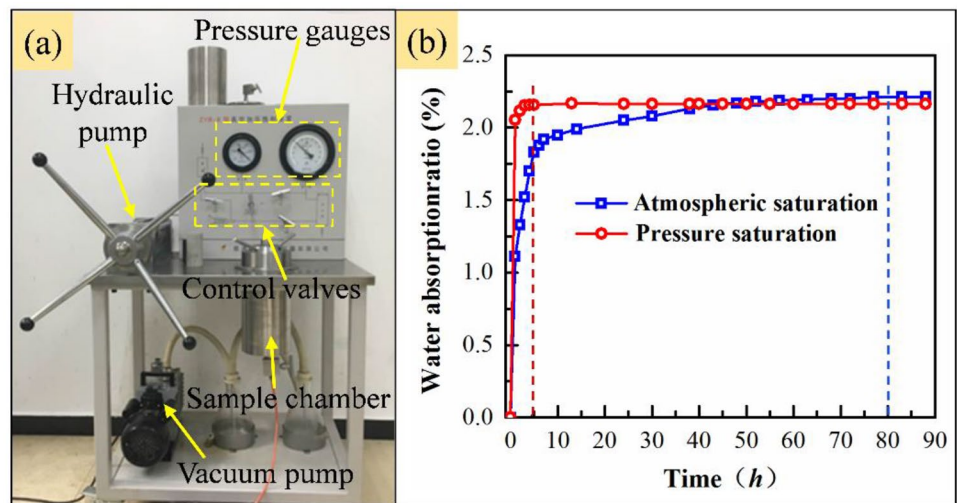 (a)
Pressure gauges
Hydraulic
pump
Control valves
Sample chamber
Vacuum pump
(b)
Water absorptionratio (%)
2.5
2.0
1.5
1.0
0.5
0.0
Atmospheric saturation
Pressure saturation
0 10 20 30 40 50 60 70 80 90
Time（h）